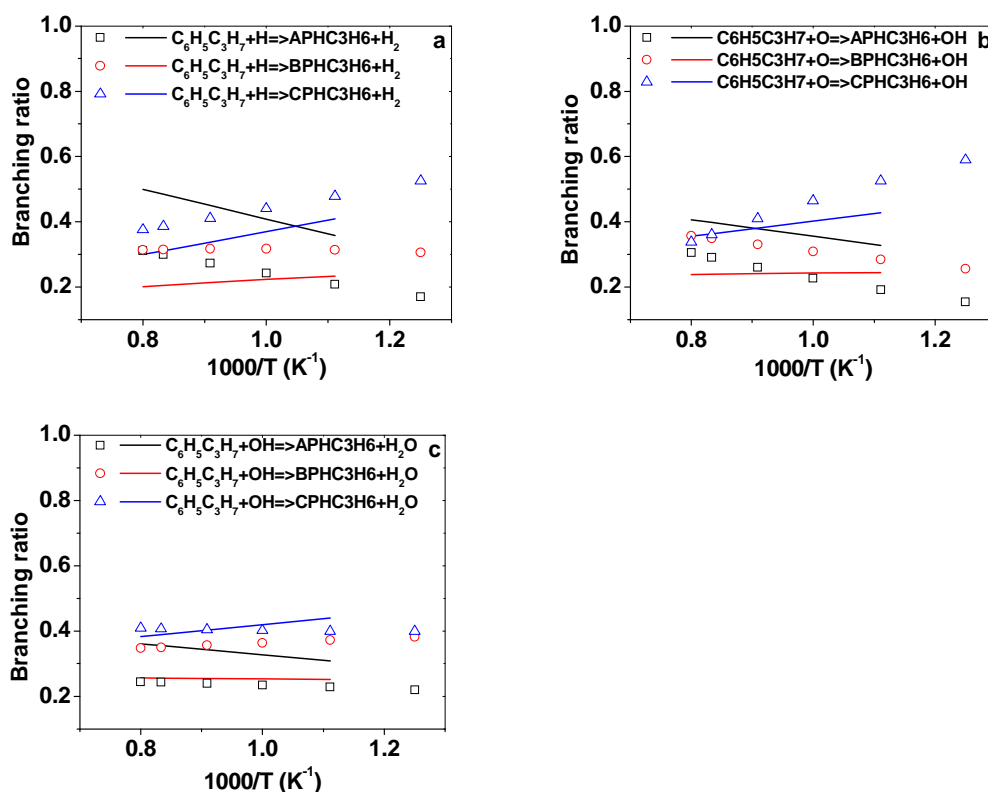 a
C₆H₅C₃H₇+H=>APHC3H6+H₂
C₆H₅C₃H₇+H=>BPHC3H6+H₂
C₆H₅C₃H₇+H=>CPHC3H6+H₂
Branching ratio
1.0
0.8
0.6
0.4
0.2
0.8 1.0 1.2
1000/T (K⁻¹)
b
C6H5C3H7+O=>APHC3H6+OH
C6H5C3H7+O=>BPHC3H6+OH
C6H5C3H7+O=>CPHC3H6+OH
Branching ratio
1.0
0.8
0.6
0.4
0.2
0.8 1.0 1.2
1000/T (K⁻¹)
c
C₆H₅C₃H₇+OH=>APHC3H6+H₂O
C₆H₅C₃H₇+OH=>BPHC3H6+H₂O
C₆H₅C₃H₇+OH=>CPHC3H6+H₂O
Branching ratio
1.0
0.8
0.6
0.4
0.2
0.8 1.0 1.2
1000/T (K⁻¹)